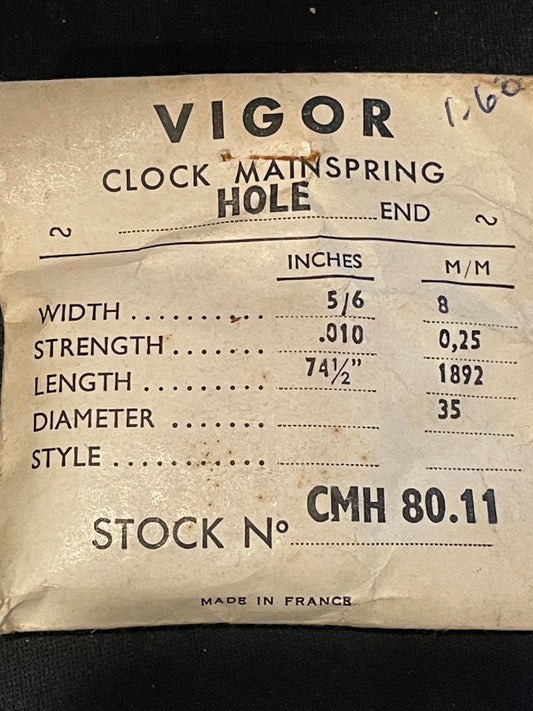 VIGOR
1.60
CLOCK MAINSPRING
HOLE END
INCHES M/M
WIDTH .......... 5/6 8
STRENGTH ....... .010 0,25
LENGTH ......... 74½" 1892
DIAMETER ....... 35
STYLE ...........
STOCK Nº CMH 80.11
MADE IN FRANCE